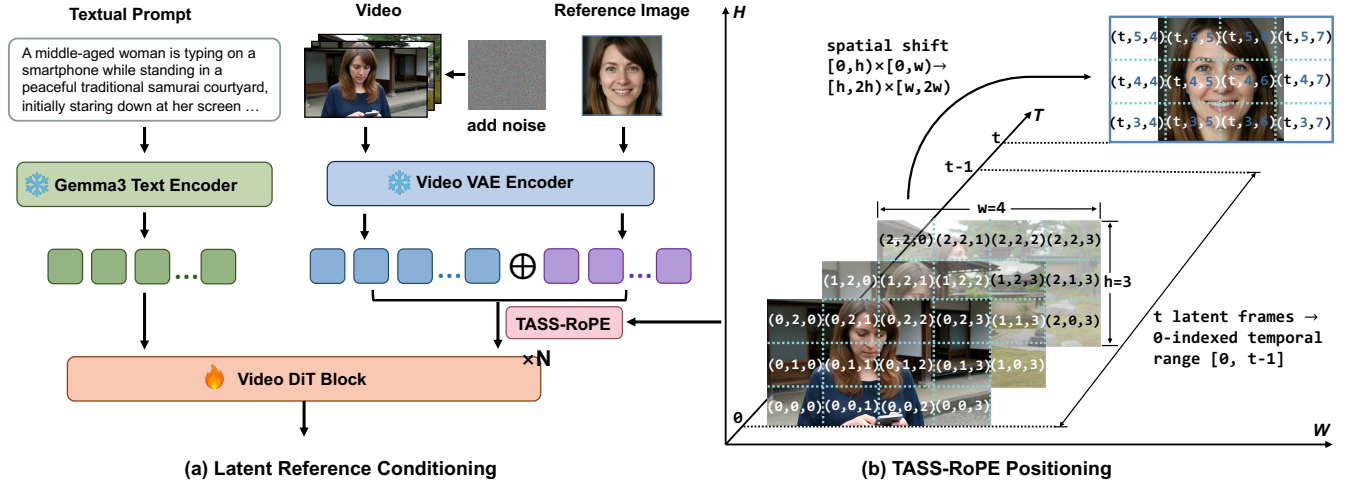 Textual Prompt
A middle-aged woman is typing on a
smartphone while standing in a
peaceful traditional samurai courtyard,
initially staring down at her screen ...
Video
Reference Image
add noise
Gemma3 Text Encoder
Video VAE Encoder
...
...
...
TASS-RoPE
×N
Video DiT Block
(a) Latent Reference Conditioning
H
spatial shift
[0,h)×[0,w)→
[h,2h)×[w,2w)
(t,5,4)(t,5,5)(t,5,6)(t,5,7)
(t,4,4)(t,4,5)(t,4,6)(t,4,7)
(t,3,4)(t,3,5)(t,3,6)(t,3,7)
T
t
t-1
w=4
(2,2,0)(2,2,1)(2,2,2)(2,2,3)
(1,2,0)(1,2,1)(1,2,2)(1,2,3)(2,1,3)
h=3
(0,2,0)(0,2,1)(0,2,2)(0,2,3)(1,1,3)(2,0,3)
(0,1,0)(0,1,1)(0,1,2)(0,1,3)(1,0,3)
(0,0,0)(0,0,1)(0,0,2)(0,0,3)
t latent frames →
0-indexed temporal
range [0, t-1]
0
W
(b) TASS-RoPE Positioning